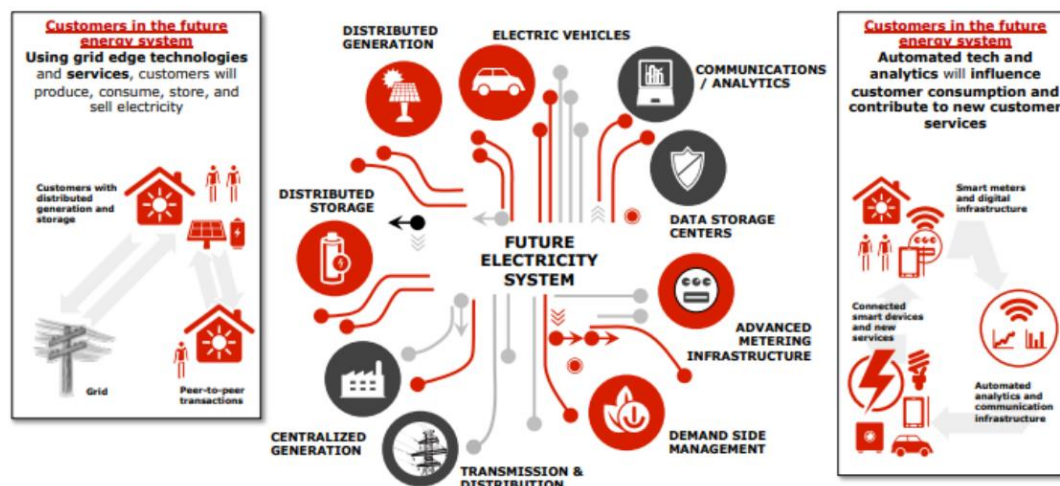 Customers in the future
energy system
Using grid edge technologies
and services, customers will
produce, consume, store, and
sell electricity
Customers with
distributed
generation and
storage
Grid
Peer-to-peer
transactions
DISTRIBUTED
GENERATION
ELECTRIC VEHICLES
COMMUNICATIONS
/ ANALYTICS
DISTRIBUTED
STORAGE
DATA STORAGE
CENTERS
FUTURE
ELECTRICITY
SYSTEM
ADVANCED
METERING
INFRASTRUCTURE
CENTRALIZED
GENERATION
DEMAND SIDE
MANAGEMENT
TRANSMISSION &
DISTRIBUTION
Customers in the future
energy system
Automated tech and
analytics will influence
customer consumption and
contribute to new customer
services
Smart meters
and digital
infrastructure
Connected
smart devices
and new
services
Automated
analytics and
communication
infrastructure